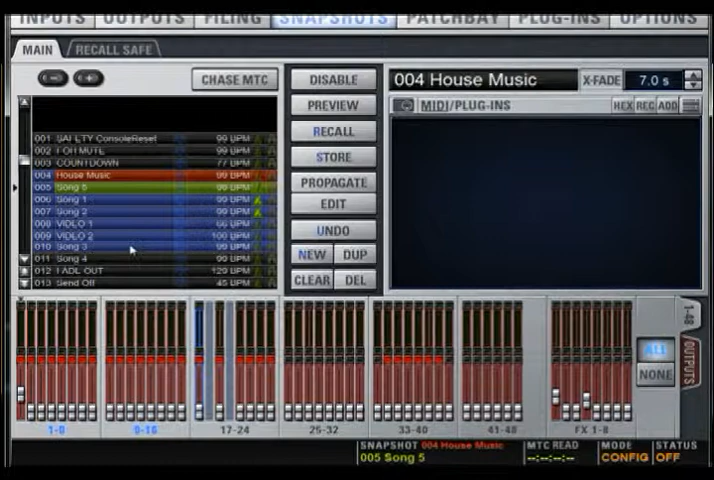 INPUTS OUTPUTS FILING SNAPSHOTS PATCHBAY PLUG-INS OPTIONS
MAIN RECALL SAFE
CHASE MTC
DISABLE
004 House Music
X-FADE
7.0 s
PREVIEW
MIDI/PLUG-INS
HEX REC ADD
RECALL
STORE
PROPAGATE
EDIT
UNDO
NEW DUP
CLEAR DEL
001 SAFETY ConsoleReset 99 BPM
002 FOH MUTE 99 BPM
003 COUNTDOWN 77 BPM
004 House Music 99 BPM
005 Song 5 99 BPM
006 Song 1 99 BPM
007 Song 2 99 BPM
008 VIDEO 1 BPM
009 VIDEO 2 100 BPM
010 Song 3 BPM
011 Song 4 99 BPM
012 FADE OUT 129 BPM
013 Send Off 45 BPM
1-48
ALL
NONE
OUTPUTS
1-8 9-16 17-24 25-32 33-40 41-48 FX 1-8
SNAPSHOT 004 House Music
005 Song 5
MTC READ
--:--:--:--
MODE
CONFIG
STATUS
OFF